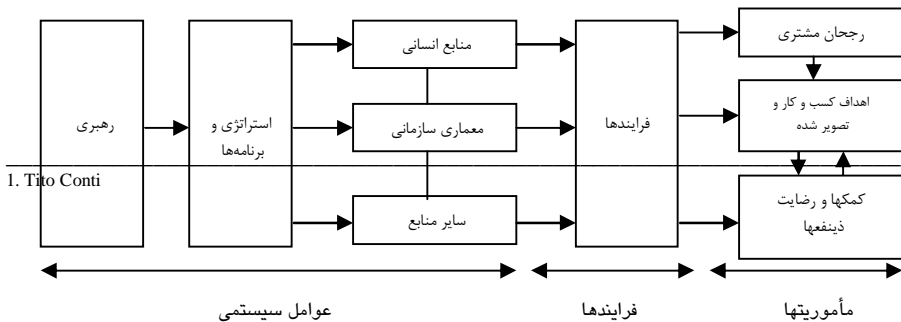 رهبری
استراتژی و
برنامه‌ها
منابع انسانی
معماری سازمانی
سایر منابع
فرایندها
رجحان مشتری
اهداف کسب و کار و
تصویر شده
کمکها و رضایت
ذینفعها
1. Tito Conti
عوامل سیستمی
فرایندها
مأموریتها